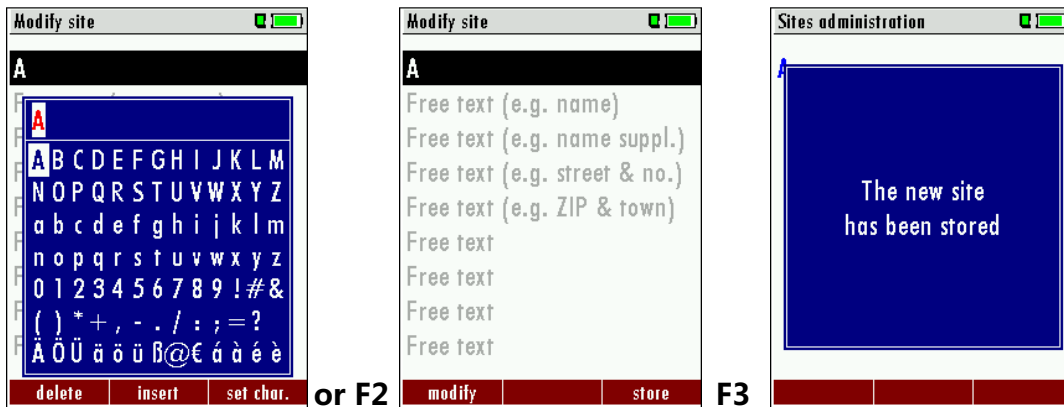 Modify site
A
A
A B C D E F G H I J K L M
N O P Q R S T U V W X Y Z
a b c d e f g h i j k l m
n o p q r s t u v w x y z
0 1 2 3 4 5 6 7 8 9 ! # &
( ) * + , - . / : ; = ?
Ä Ö Ü ä ö ü ß @ € á à é è
delete insert set char.
or F2
Modify site
A
Free text (e.g. name)
Free text (e.g. name suppl.)
Free text (e.g. street & no.)
Free text (e.g. ZIP & town)
Free text
Free text
Free text
Free text
modify store
F3
Sites administration
A
The new site
has been stored